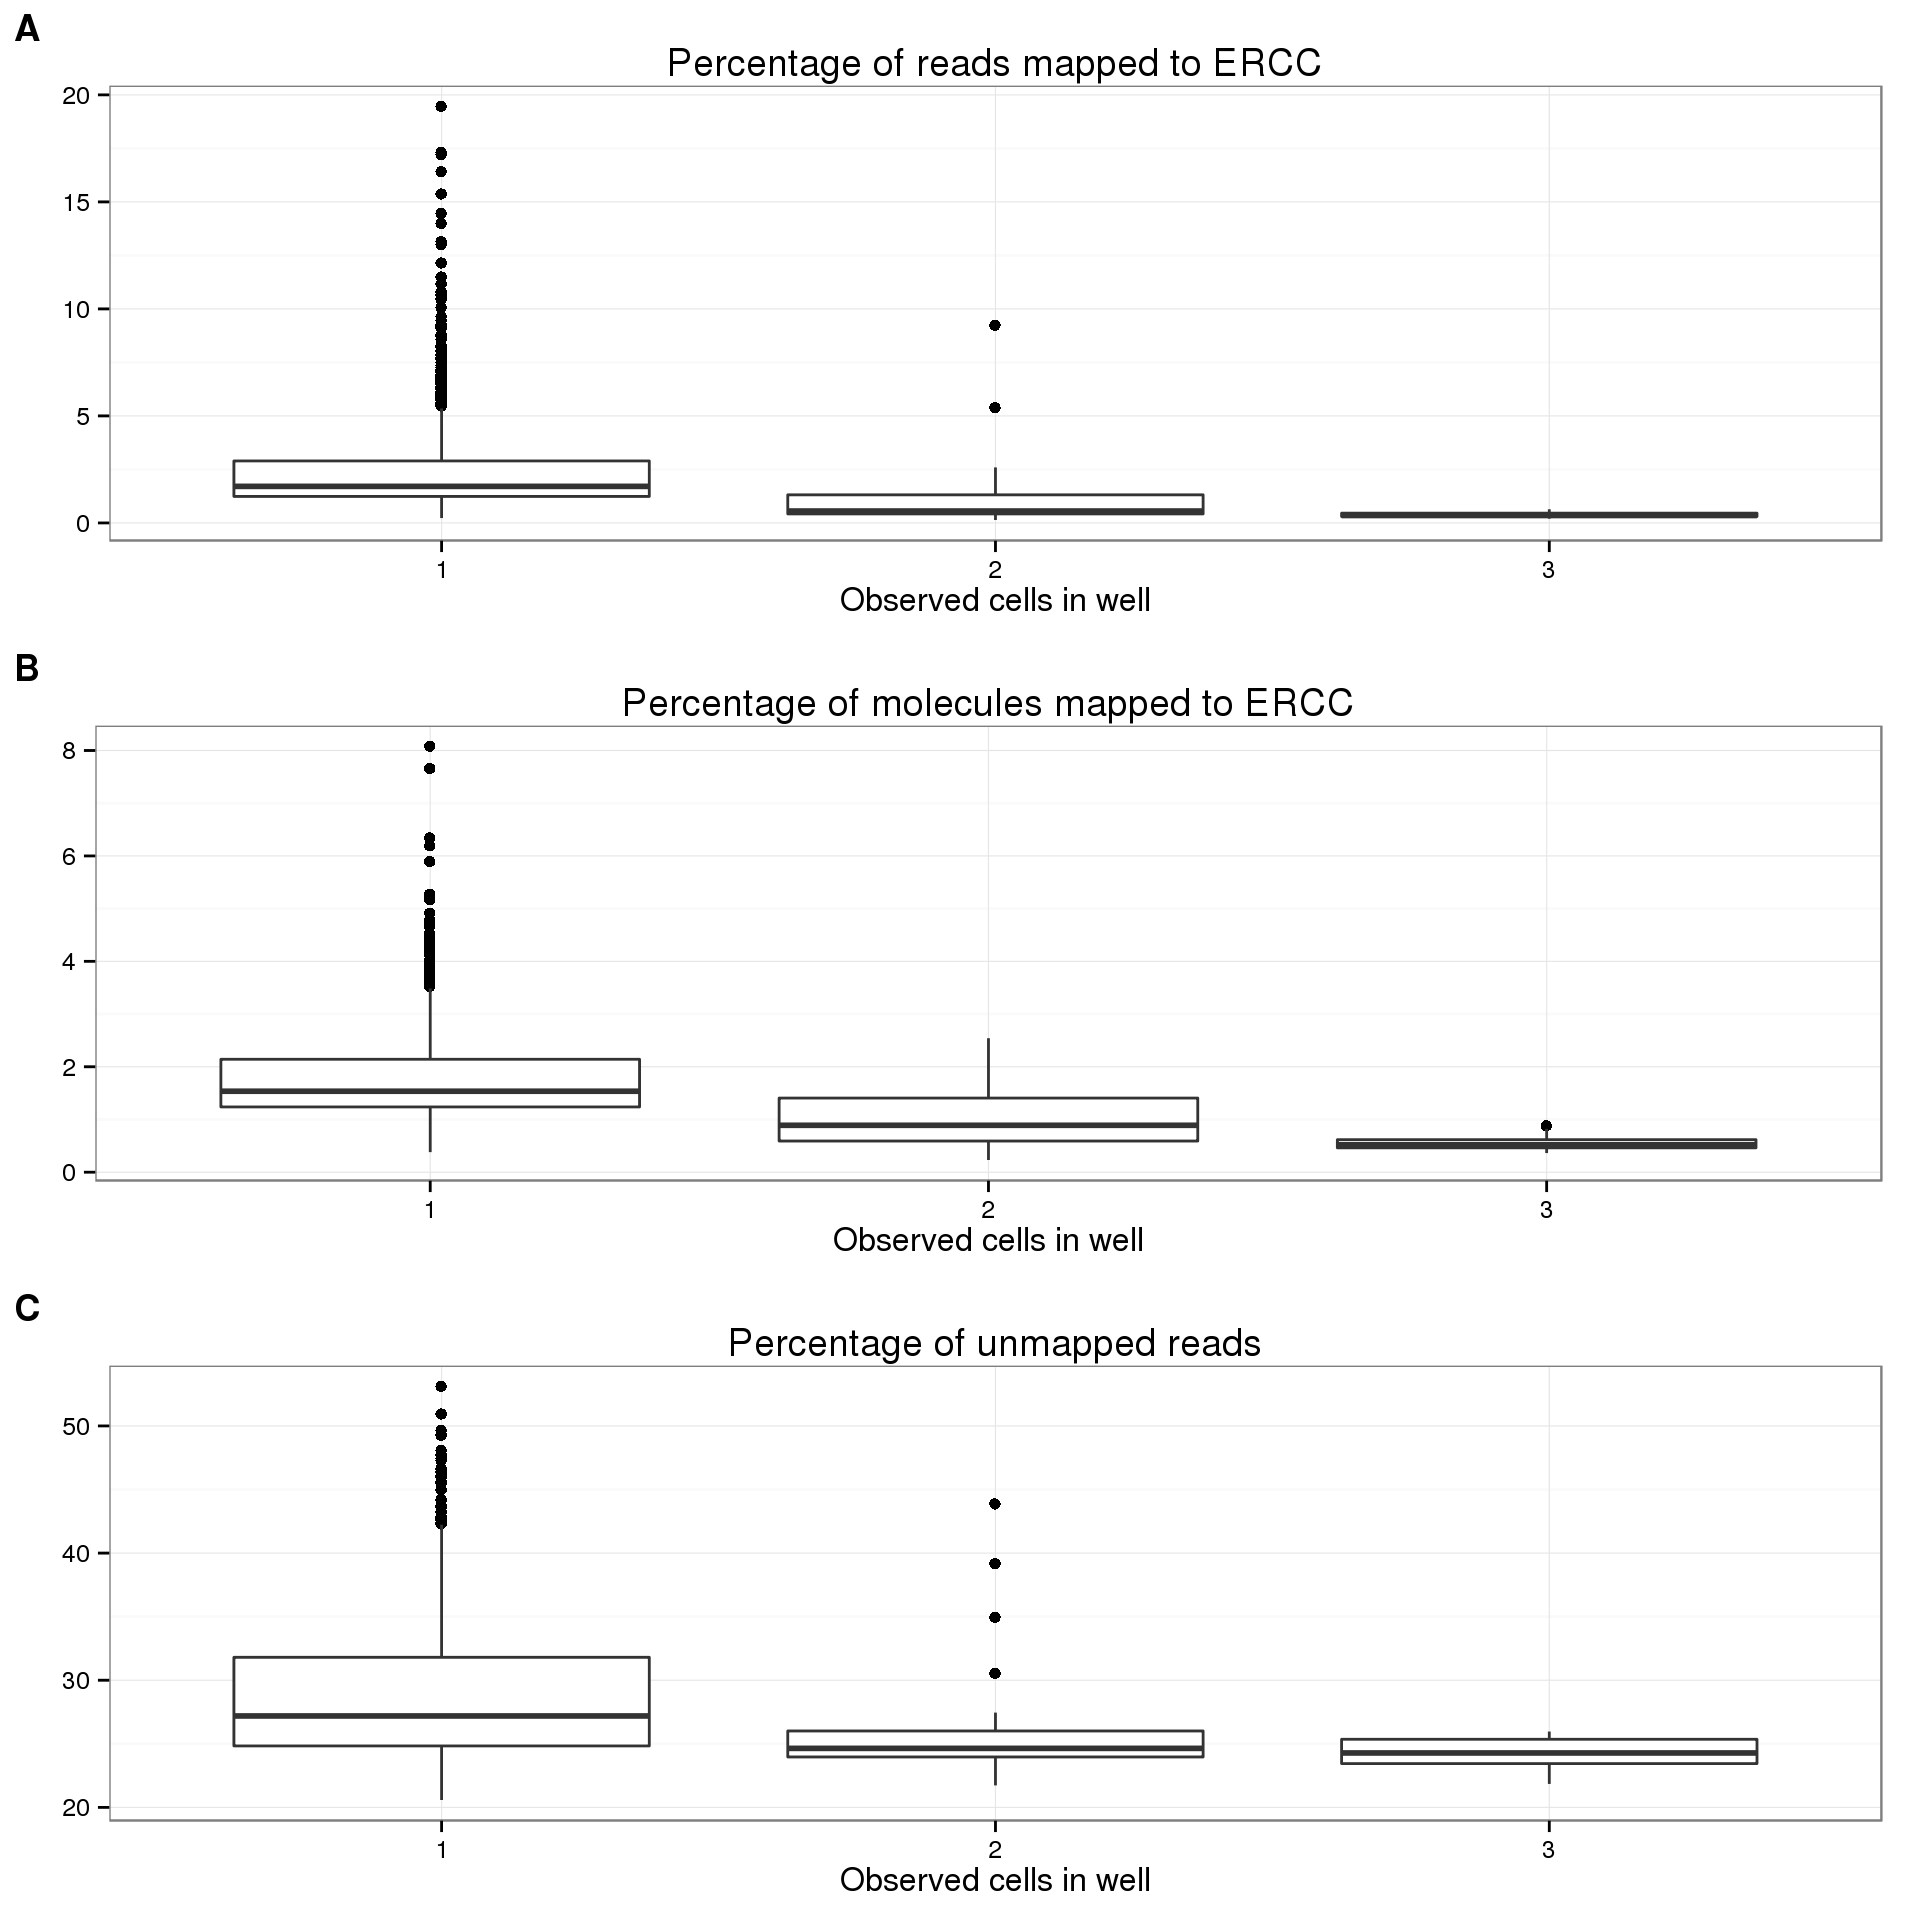 A
Percentage of reads mapped to ERCC
20
15
10
5
0
1 2 3
Observed cells in well
B
Percentage of molecules mapped to ERCC
8
6
4
2
0
1 2 3
Observed cells in well
C
Percentage of unmapped reads
50
40
30
20
1 2 3
Observed cells in well